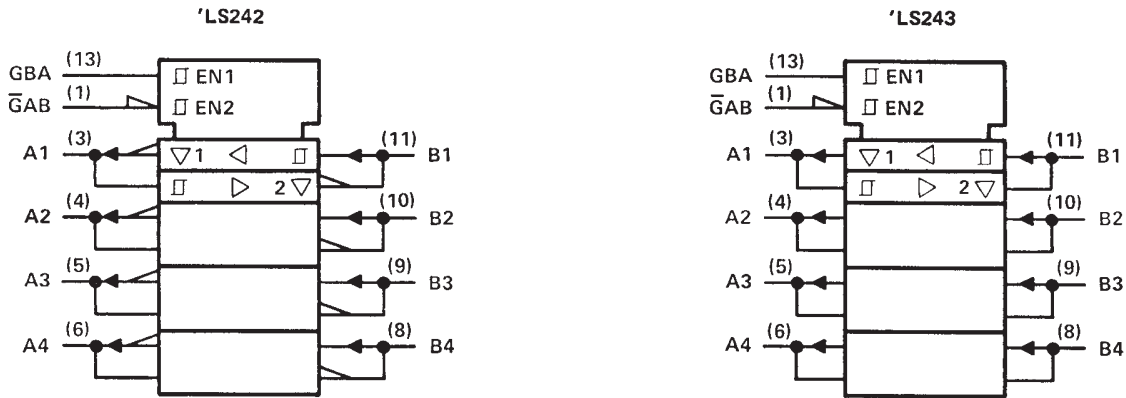 'LS242
GBA (13) EN1
G̅AB (1) EN2
A1 (3) 1 (11) B1
2
A2 (4) (10) B2
A3 (5) (9) B3
A4 (6) (8) B4
'LS243
GBA (13) EN1
G̅AB (1) EN2
A1 (3) 1 (11) B1
2
A2 (4) (10) B2
A3 (5) (9) B3
A4 (6) (8) B4